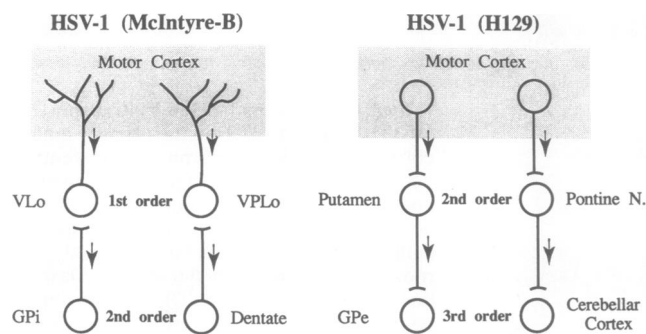 HSV-1 (McIntyre-B)
HSV-1 (H129)
Motor Cortex
Motor Cortex
VLo 1st order VPLo
Putamen 2nd order Pontine N.
GPi 2nd order Dentate
GPe 3rd order Cerebellar
Cortex